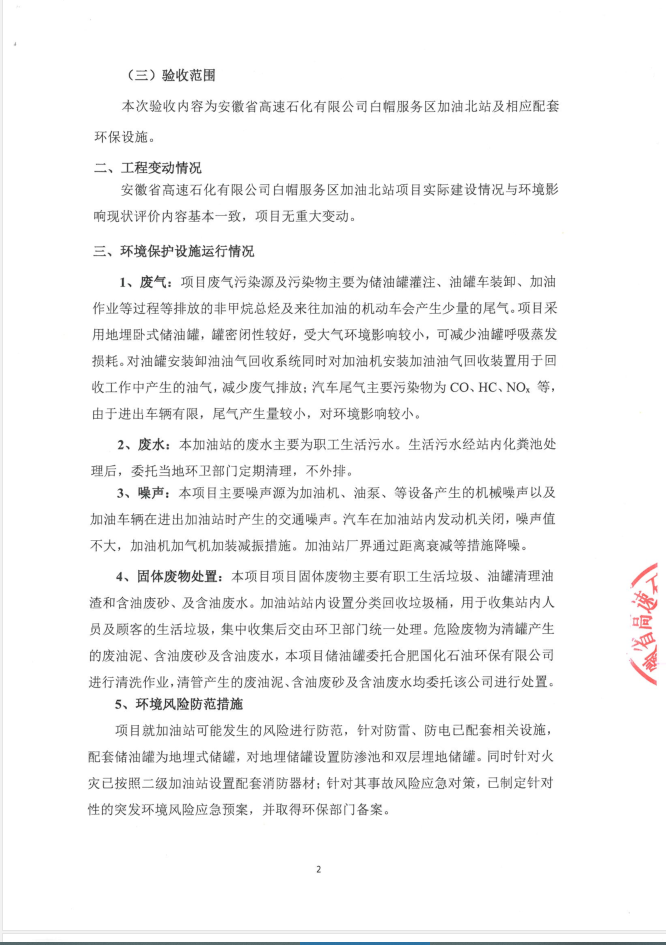 （三）验收范围
本次验收内容为安徽省高速石化有限公司白帽服务区加油北站及相应配套
环保设施。
二、工程变动情况
安徽省高速石化有限公司白帽服务区加油北站项目实际建设情况与环境影
响现状评价内容基本一致，项目无重大变动。
三、环境保护设施运行情况
1、废气：项目废气污染源及污染物主要为储油罐灌注、油罐车装卸、加油
作业等过程等排放的非甲烷总烃及来往加油的机动车会产生少量的尾气。项目采
用地埋卧式储油罐，罐密闭性较好，受大气环境影响较小，可减少油罐呼吸蒸发
损耗。对油罐安装卸油油气回收系统同时对加油机安装加油油气回收装置用于回
收工作中产生的油气，减少废气排放；汽车尾气主要污染物为 CO、HC、NOₓ 等，
由于进出车辆有限，尾气产生量较小，对环境影响较小。
2、废水：本加油站的废水主要为职工生活污水。生活污水经站内化粪池处
理后，委托当地环卫部门定期清理，不外排。
3、噪声：本项目主要噪声源为加油机、油泵、等设备产生的机械噪声以及
加油车辆在进出加油站时产生的交通噪声。汽车在加油站内发动机关闭，噪声值
不大，加油机加气机加装减振措施。加油站厂界通过距离衰减等措施降噪。
4、固体废物处置：本项目项目固体废物主要有职工生活垃圾、油罐清理油
渣和含油废砂、及含油废水。加油站站内设置分类回收垃圾桶，用于收集站内人
员及顾客的生活垃圾，集中收集后交由环卫部门统一处理。危险废物为清罐产生
的废油泥、含油废砂及含油废水，本项目储油罐委托合肥国化石油环保有限公司
进行清洗作业，清管产生的废油泥、含油废砂及含油废水均委托该公司进行处置。
5、环境风险防范措施
项目就加油站可能发生的风险进行防范，针对防雷、防电已配套相关设施，
配套储油罐为地埋式储罐，对地埋储罐设置防渗池和双层埋地储罐。同时针对火
灾已按照二级加油站设置配套消防器材；针对其事故风险应急对策，已制定针对
性的突发环境风险应急预案，并取得环保部门备案。
2
徽省高速